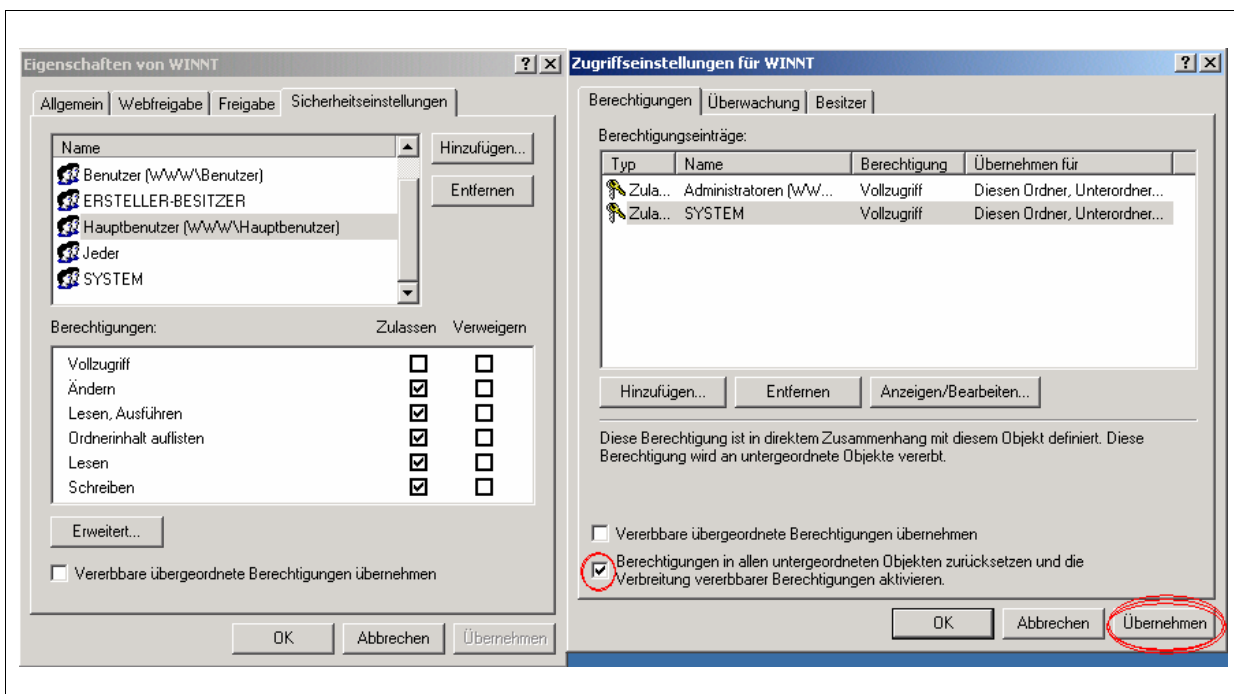 Eigenschaften von WINNT
Allgemein Webfreigabe Freigabe Sicherheitseinstellungen
Name
Benutzer (WWW\Benutzer)
ERSTELLER-BESITZER
Hauptbenutzer (WWW\Hauptbenutzer)
Jeder
SYSTEM
Hinzufügen...
Entfernen
Berechtigungen: Zulassen Verweigern
Vollzugriff
Ändern
Lesen, Ausführen
Ordnerinhalt auflisten
Lesen
Schreiben
Erweitert...
Vererbbare übergeordnete Berechtigungen übernehmen
OK Abbrechen Übernehmen
Zugriffseinstellungen für WINNT
Berechtigungen Überwachung Besitzer
Berechtigungseinträge:
Typ Name Berechtigung Übernehmen für
Zula... Administratoren (WW... Vollzugriff Diesen Ordner, Unterordner...
Zula... SYSTEM Vollzugriff Diesen Ordner, Unterordner...
Hinzufügen... Entfernen Anzeigen/Bearbeiten...
Diese Berechtigung ist in direktem Zusammenhang mit diesem Objekt definiert. Diese
Berechtigung wird an untergeordnete Objekte vererbt.
Vererbbare übergeordnete Berechtigungen übernehmen
Berechtigungen in allen untergeordneten Objekten zurücksetzen und die
Verbreitung vererbbarer Berechtigungen aktivieren.
OK Abbrechen Übernehmen